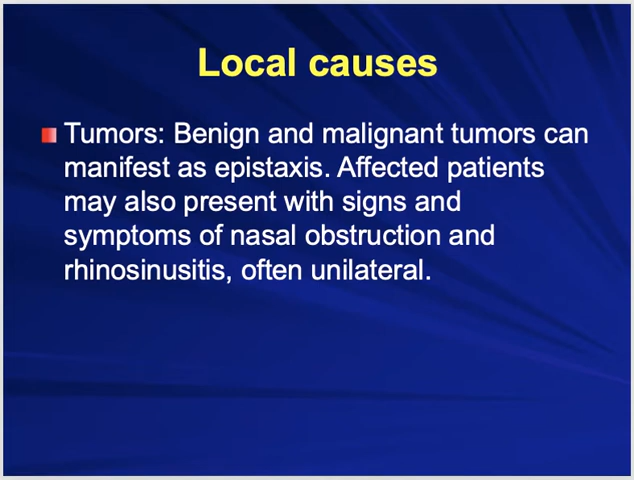 Local causes
Tumors: Benign and malignant tumors can
manifest as epistaxis. Affected patients
may also present with signs and
symptoms of nasal obstruction and
rhinosinusitis, often unilateral.